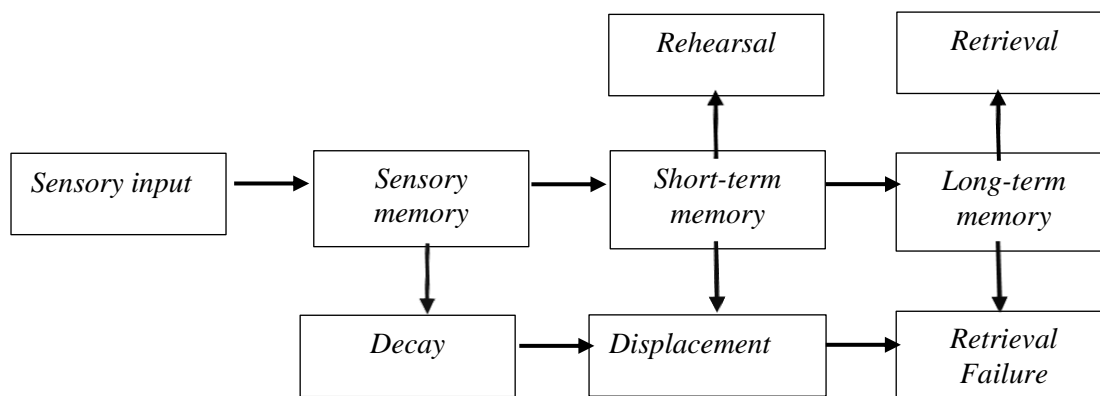 Rehearsal
Retrieval
Sensory input
Sensory
memory
Short-term
memory
Long-term
memory
Decay
Displacement
Retrieval
Failure